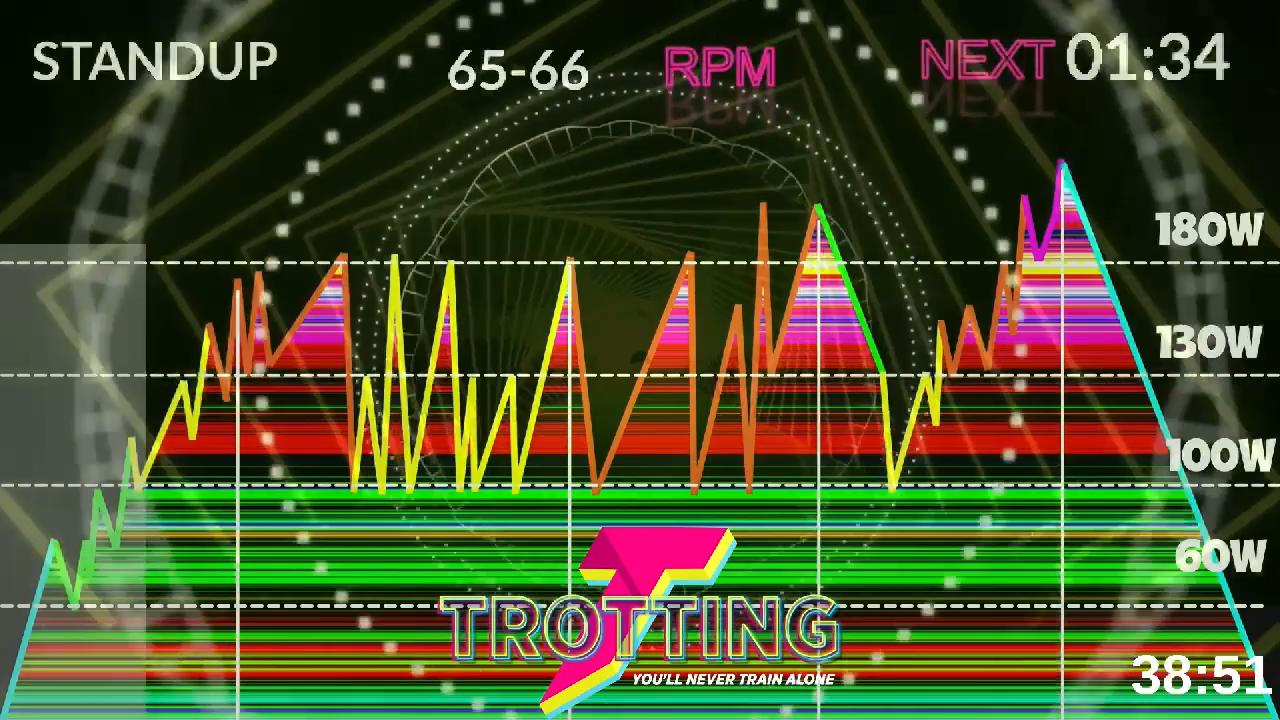 STANDUP
65-66
RPM
NEXT 01:34
180W
130W
100W
60W
TROTTING
YOU'LL NEVER TRAIN ALONE
38:51